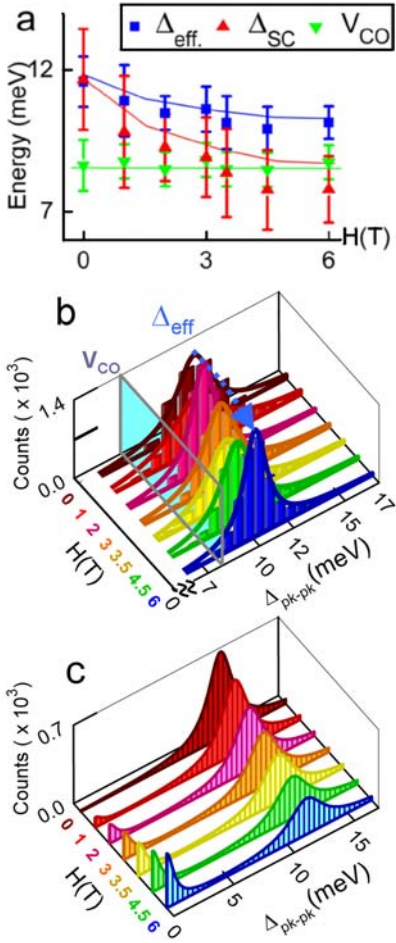 a
Δeff. ΔSC VCO
Energy (meV)
12
7
0 3 6
H(T)
b
Δeff
VCO
Counts ( x 10³)
1.4
0.0
0 1 2 3 3.5 4.5 6
H(T)
0 7 10 12 15 17
Δpk-pk(meV)
c
Counts ( x 10³)
0.7
0.0
0 1 2 3 3.5 4.5 6
H(T)
0 5 10 15
Δpk-pk(meV)